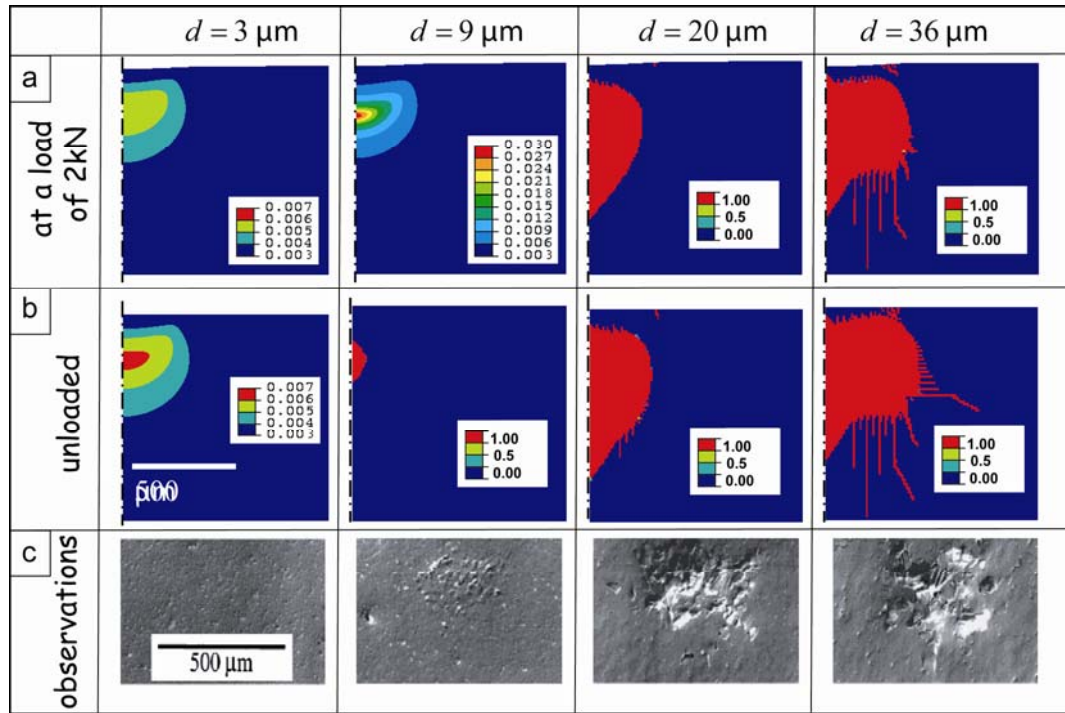 d = 3 μm
d = 9 μm
d = 20 μm
d = 36 μm
a
at a load
of 2kN
0.007
0.006
0.005
0.004
0.003
0.030
0.027
0.024
0.021
0.018
0.015
0.012
0.009
0.006
0.003
1.00
0.5
0.00
1.00
0.5
0.00
b
unloaded
0.007
0.006
0.005
0.004
0.003
1.00
0.5
0.00
1.00
0.5
0.00
1.00
0.5
0.00
c
observations
500 μm